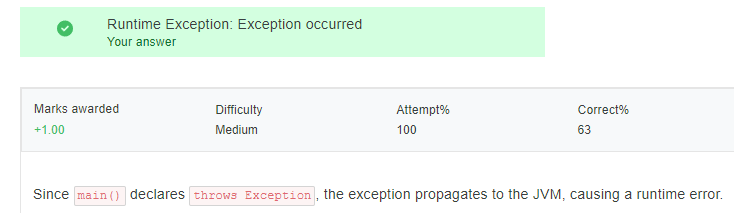 Runtime Exception: Exception occurred
Your answer
Marks awarded Difficulty Attempt% Correct%
+1.00 Medium 100 63
Since main() declares throws Exception, the exception propagates to the JVM, causing a runtime error.